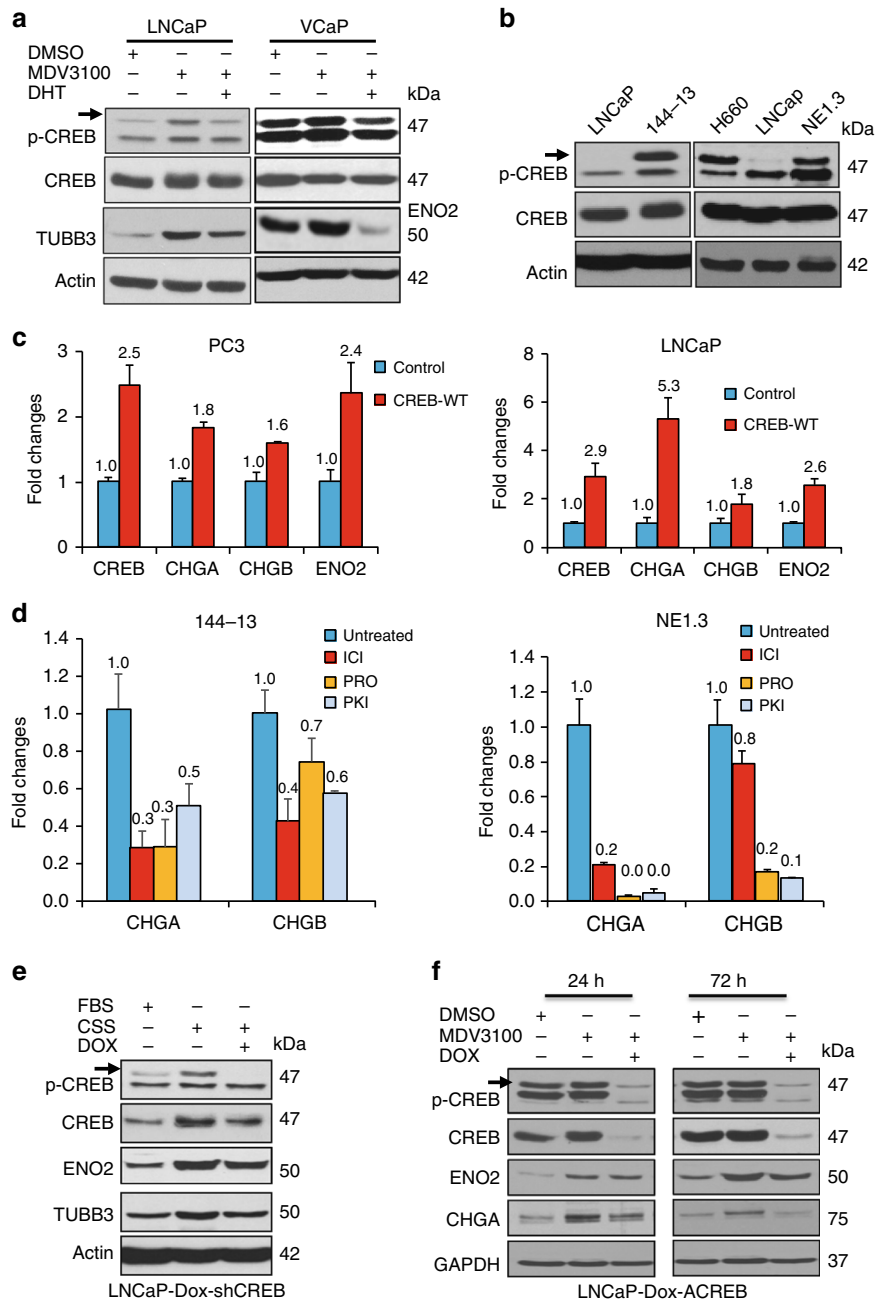 a
LNCaP VCaP
DMSO + – – + – –
MDV3100 – + + – + +
DHT – – + – – + kDa
p-CREB 47
CREB 47
TUBB3 ENO2 50
Actin 42
b
LNCaP 144–13 H660 LNCap NE1.3 kDa
p-CREB 47
CREB 47
Actin 42
c
PC3
Fold changes
3
2
1
0
2.5
1.8
1.6
2.4
1.0 1.0 1.0 1.0
CREB CHGA CHGB ENO2
Control
CREB-WT
LNCaP
Fold changes
8
6
4
2
0
2.9
5.3
1.8
2.6
1.0 1.0 1.0 1.0
CREB CHGA CHGB ENO2
Control
CREB-WT
d
144–13
Fold changes
1.4
1.2
1.0
0.8
0.6
0.4
0.2
0.0
1.0 0.3 0.3 0.5
1.0 0.4 0.7 0.6
CHGA CHGB
Untreated
ICI
PRO
PKI
NE1.3
Fold changes
1.4
1.2
1.0
0.8
0.6
0.4
0.2
0.0
1.0 0.2 0.0 0.0
1.0 0.8 0.2 0.1
CHGA CHGB
Untreated
ICI
PRO
PKI
e
FBS + – –
CSS – + +
DOX – – + kDa
p-CREB 47
CREB 47
ENO2 50
TUBB3 50
Actin 42
LNCaP-Dox-shCREB
f
24 h 72 h
DMSO + – – + – –
MDV3100 – + + – + +
DOX – – + – – + kDa
p-CREB 47
CREB 47
ENO2 50
CHGA 75
GAPDH 37
LNCaP-Dox-ACREB